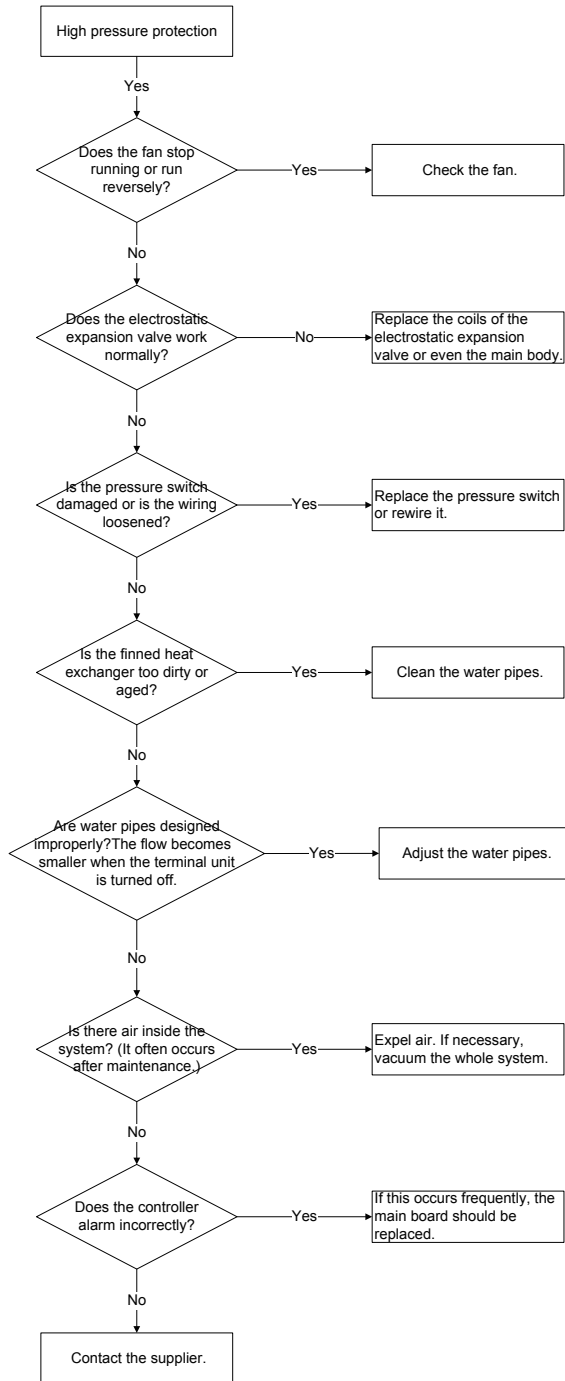 High pressure protection
Yes
Does the fan stop
running or run
reversely?
Yes
Check the fan.
No
Does the electrostatic
expansion valve work
normally?
No
Replace the coils of the
electrostatic expansion
valve or even the main body.
No
Is the pressure switch
damaged or is the wiring
loosened?
Yes
Replace the pressure switch
or rewire it.
No
Is the finned heat
exchanger too dirty or
aged?
Yes
Clean the water pipes.
No
Are water pipes designed
improperly?The flow becomes
smaller when the terminal unit
is turned off.
Yes
Adjust the water pipes.
No
Is there air inside the
system? (It often occurs
after maintenance.)
Yes
Expel air. If necessary,
vacuum the whole system.
No
Does the controller
alarm incorrectly?
Yes
If this occurs frequently, the
main board should be
replaced.
No
Contact the supplier.